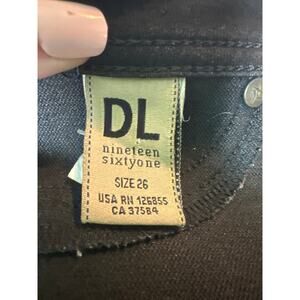 DL
nineteen
sixtyone
SIZE 26
USA RN 126855
CA 37584